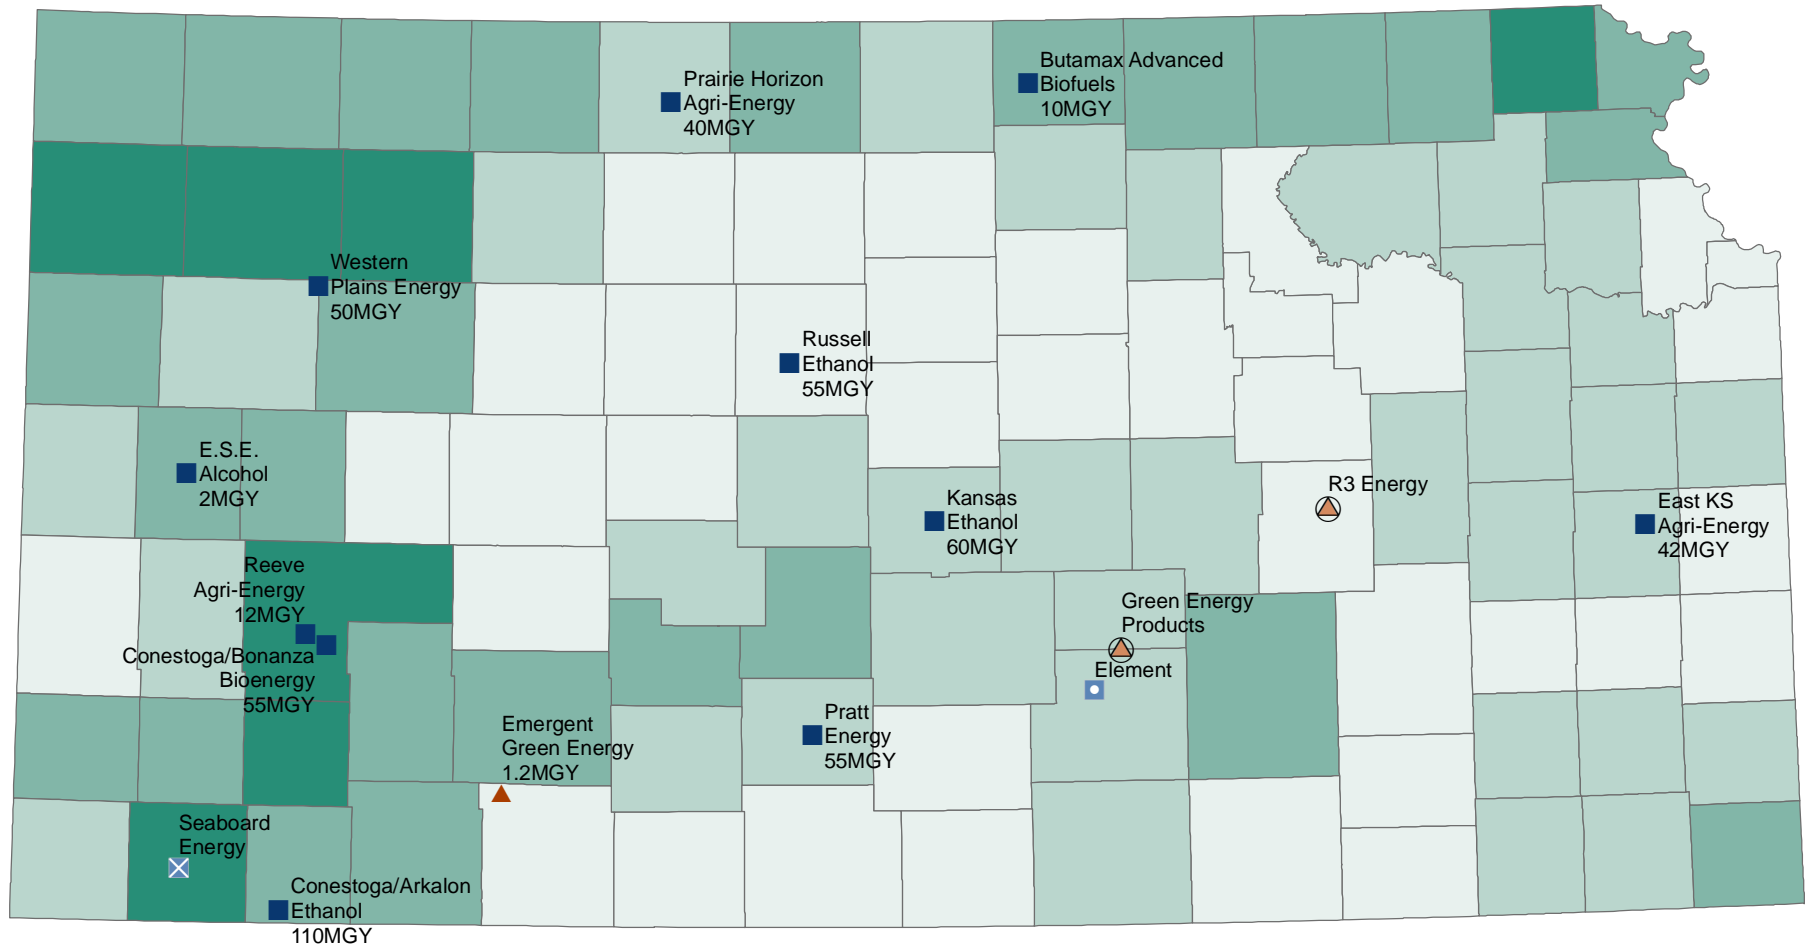 Butamax Advanced
Biofuels
10MGY
Prairie Horizon
Agri-Energy
40MGY
Western
Plains Energy
50MGY
Russell
Ethanol
55MGY
E.S.E.
Alcohol
2MGY
Kansas
Ethanol
60MGY
R3 Energy
East KS
Agri-Energy
42MGY
Reeve
Agri-Energy
12MGY
Conestoga/Bonanza
Bioenergy
55MGY
Green Energy
Products
Element
Emergent
Green Energy
1.2MGY
Pratt
Energy
55MGY
Seaboard
Energy
Conestoga/Arkalon
Ethanol
110MGY